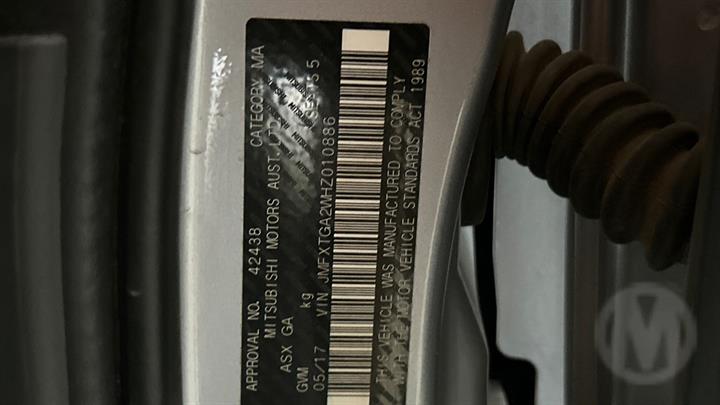 APPROVAL NO. 42438 CATEGORY MA
MITSUBISHI MOTORS AUST.LTD.
ASX GA
GVM kg
05/17 VIN JMFXTGA2WHZ010886
THIS VEHICLE WAS MANUFACTURED TO COMPLY
WITH THE MOTOR VEHICLE STANDARDS ACT 1989
M